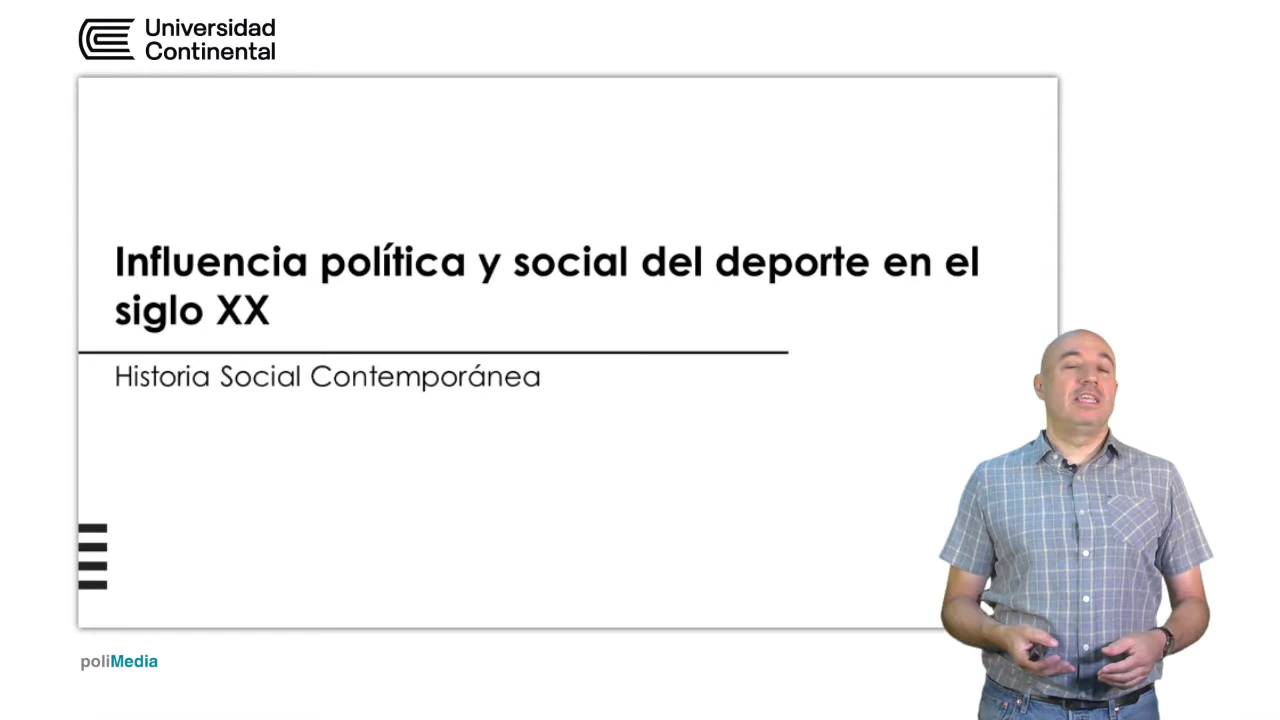 Universidad
Continental
Influencia política y social del deporte en el
siglo XX
Historia Social Contemporánea
poliMedia